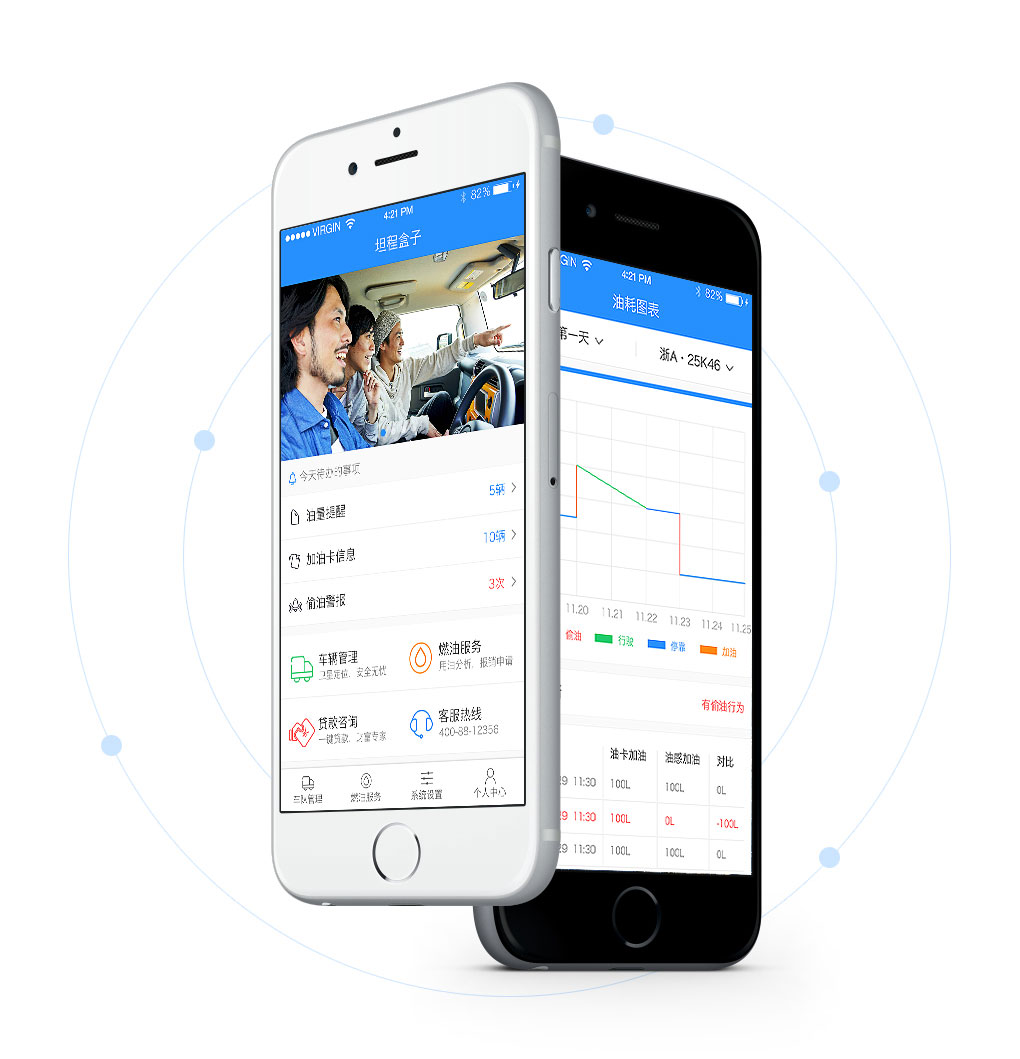 VIRGIN
4:21 PM
82%
坦程盒子
今天待办的事项
油量提醒
5辆
加油卡信息
10辆
偷油警报
3次
车辆管理
卫星定位，安全无忧
燃油服务
用油分析，报销申请
贷款咨询
一键贷款，财富专家
客服热线
400-88-12356
车队管理
燃油服务
系统设置
个人中心
GIN
4:21 PM
82%
油耗图表
第一天
浙A·25K46
11.20 11.21 11.22 11.23 11.24 11.25
偷油 行驶 停靠 加油
有偷油行为
油卡加油 油感加油 对比
29 11:30 100L 100L 0L
29 11:30 100L 0L -100L
29 11:30 100L 100L 0L